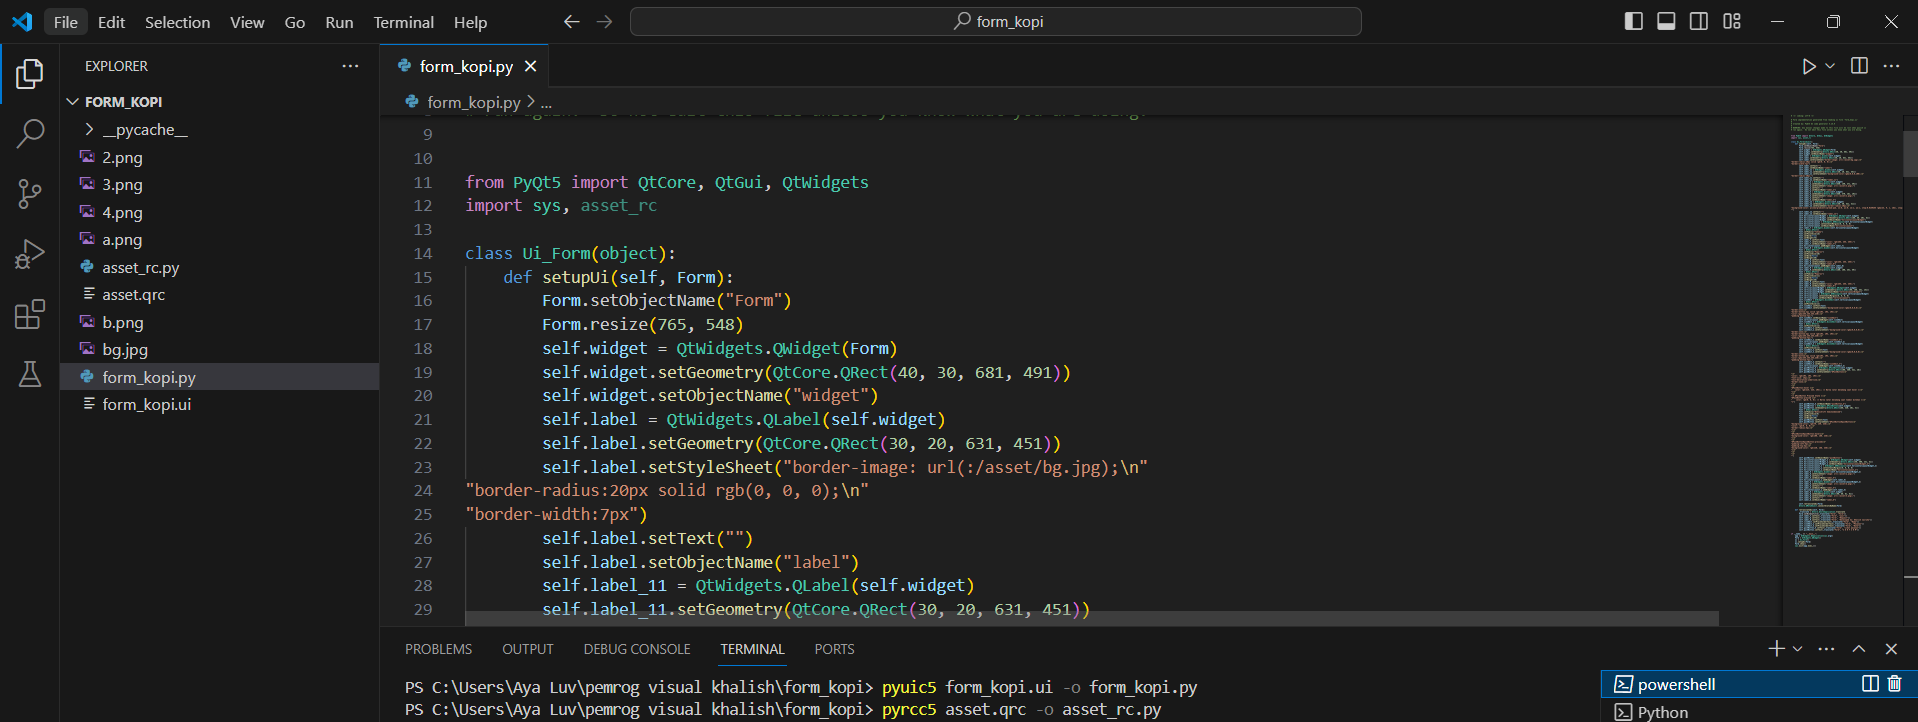 File Edit Selection View Go Run Terminal Help
form_kopi
EXPLORER
FORM_KOPI
__pycache__
2.png
3.png
4.png
a.png
asset_rc.py
asset.qrc
b.png
bg.jpg
form_kopi.py
form_kopi.ui
form_kopi.py
form_kopi.py > ...
9
10
11 from PyQt5 import QtCore, QtGui, QtWidgets
12 import sys, asset_rc
13
14 class Ui_Form(object):
15 def setupUi(self, Form):
16 Form.setObjectName("Form")
17 Form.resize(765, 548)
18 self.widget = QtWidgets.QWidget(Form)
19 self.widget.setGeometry(QtCore.QRect(40, 30, 681, 491))
20 self.widget.setObjectName("widget")
21 self.label = QtWidgets.QLabel(self.widget)
22 self.label.setGeometry(QtCore.QRect(30, 20, 631, 451))
23 self.label.setStyleSheet("border-image: url(:/asset/bg.jpg);\n"
24 "border-radius:20px solid rgb(0, 0, 0);\n"
25 "border-width:7px")
26 self.label.setText("")
27 self.label.setObjectName("label")
28 self.label_11 = QtWidgets.QLabel(self.widget)
29 self.label_11.setGeometry(QtCore.QRect(30, 20, 631, 451))
PROBLEMS OUTPUT DEBUG CONSOLE TERMINAL PORTS
PS C:\Users\Aya Luv\pemrog visual khalish\form_kopi> pyuic5 form_kopi.ui -o form_kopi.py
PS C:\Users\Aya Luv\pemrog visual khalish\form_kopi> pyrcc5 asset.qrc -o asset_rc.py
powershell
Python